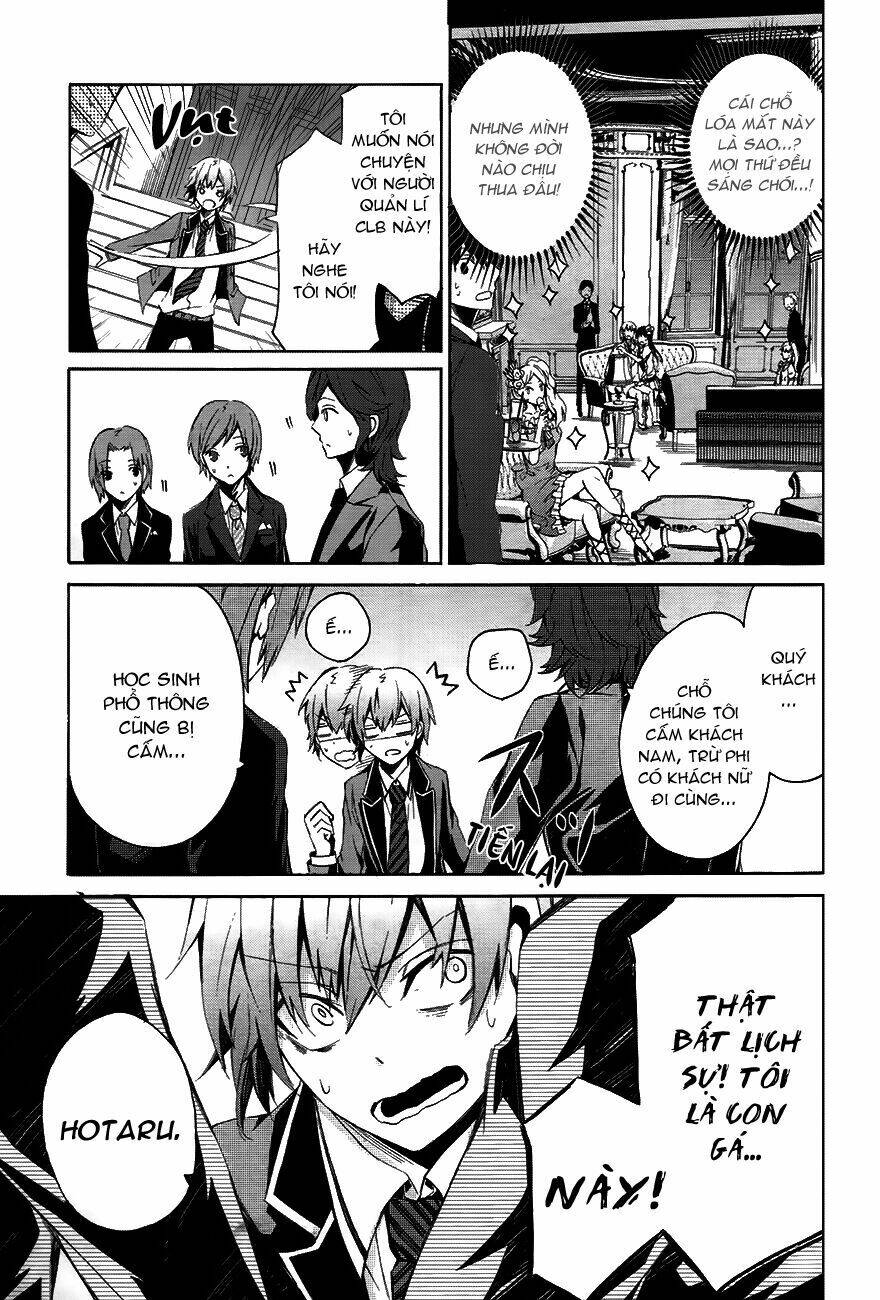 CÁI CHỖ
LÓA MẮT NÀY
LÀ SAO...?
MỌI THỨ ĐỀU
SÁNG CHÓI...!
NHƯNG MÌNH
KHÔNG ĐỜI
NÀO CHỊU
THUA ĐÂU!
TÔI
MUỐN NÓI
CHUYỆN
VỚI NGƯỜI
QUẢN LÍ
CLB NÀY!
HÃY
NGHE
TÔI NÓI!
Vụt
QUÝ
KHÁCH
...
CHỖ
CHÚNG TÔI
CẤM KHÁCH
NAM, TRỪ PHI
CÓ KHÁCH NỮ
ĐI CÙNG...
Ế...
Ế...
ズイッ
TIẾN LẠI
HỌC SINH
PHỔ THÔNG
CŨNG BỊ
CẤM...
THẬT
BẤT LỊCH
SỰ! TÔI
LÀ CON
GÁ...
NÀY!
HOTARU.